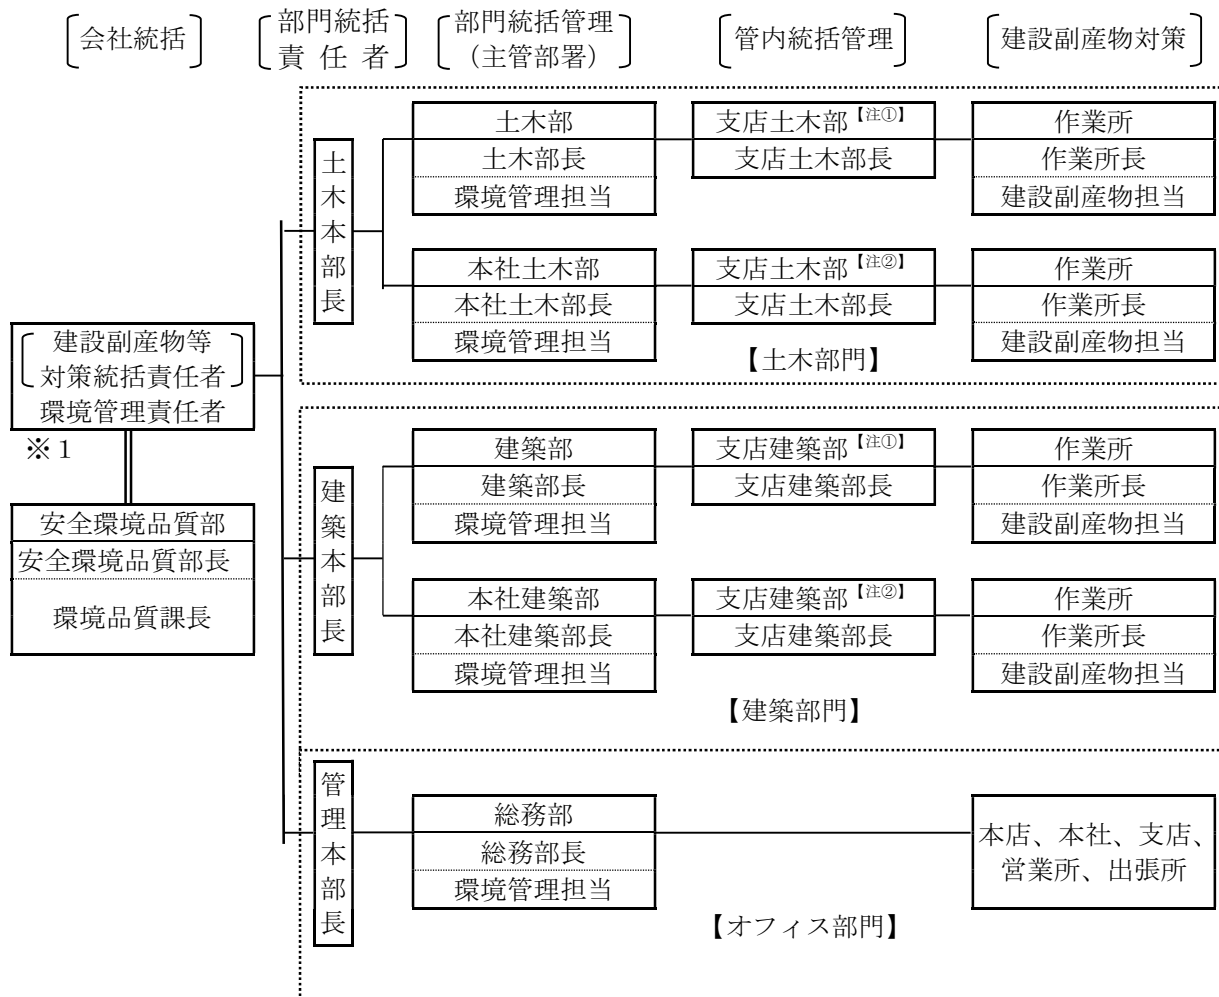 会社統括
部門統括
責任者
部門統括管理
（主管部署）
管内統括管理
建設副産物対策
土木本部長
土木部
土木部長
環境管理担当
支店土木部【注①】
支店土木部長
作業所
作業所長
建設副産物担当
本社土木部
本社土木部長
環境管理担当
支店土木部【注②】
支店土木部長
作業所
作業所長
建設副産物担当
【土木部門】
建設副産物等
対策統括責任者
環境管理責任者
※１
安全環境品質部
安全環境品質部長
環境品質課長
建築本部長
建築部
建築部長
環境管理担当
支店建築部【注①】
支店建築部長
作業所
作業所長
建設副産物担当
本社建築部
本社建築部長
環境管理担当
支店建築部【注②】
支店建築部長
作業所
作業所長
建設副産物担当
【建築部門】
管理本部長
総務部
総務部長
環境管理担当
本店、本社、支店、
営業所、出張所
【オフィス部門】